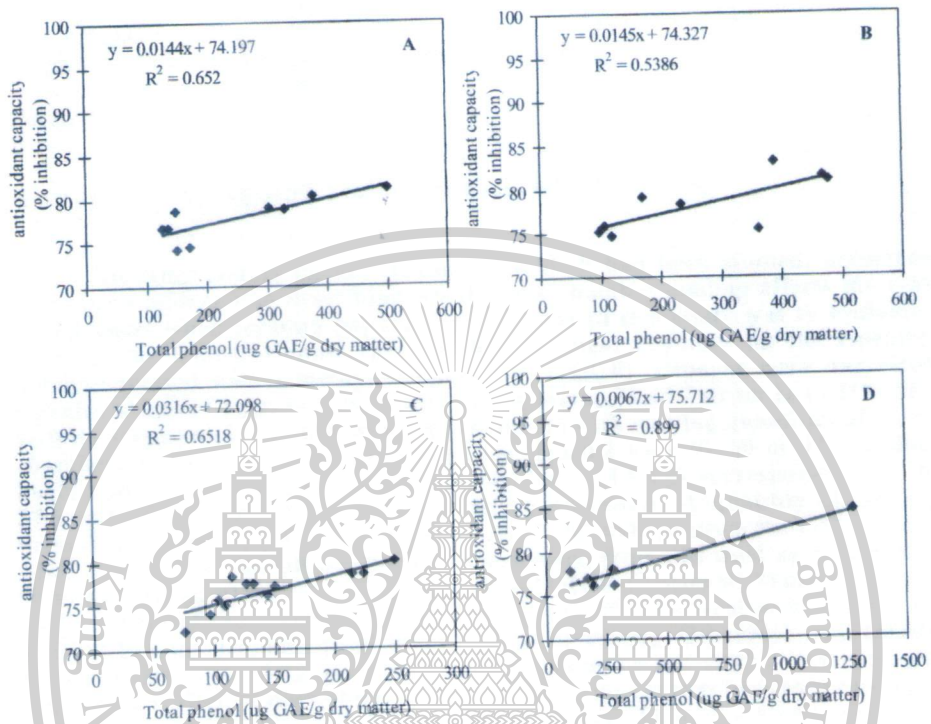 A
y = 0.0144x + 74.197
R² = 0.652
antioxidant capacity
(% inhibition)
100
95
90
85
80
75
70
0 100 200 300 400 500 600
Total phenol (ug GAE/g dry matter)
B
y = 0.0145x + 74.327
R² = 0.5386
antioxidant capacity
(% inhibition)
100
95
90
85
80
75
70
0 100 200 300 400 500 600
Total phenol (ug GAE/g dry matter)
C
y = 0.0316x + 72.098
R² = 0.6518
antioxidant capacity
(% inhibition)
100
95
90
85
80
75
70
0 50 100 150 200 250 300
Total phenol (ug GAE/g dry matter)
D
y = 0.0067x + 75.712
R² = 0.899
antioxidant capacity
(% inhibition)
100
95
90
85
80
75
70
0 250 500 750 1000 1250 1500
Total phenol (ug GAE/g dry matter)